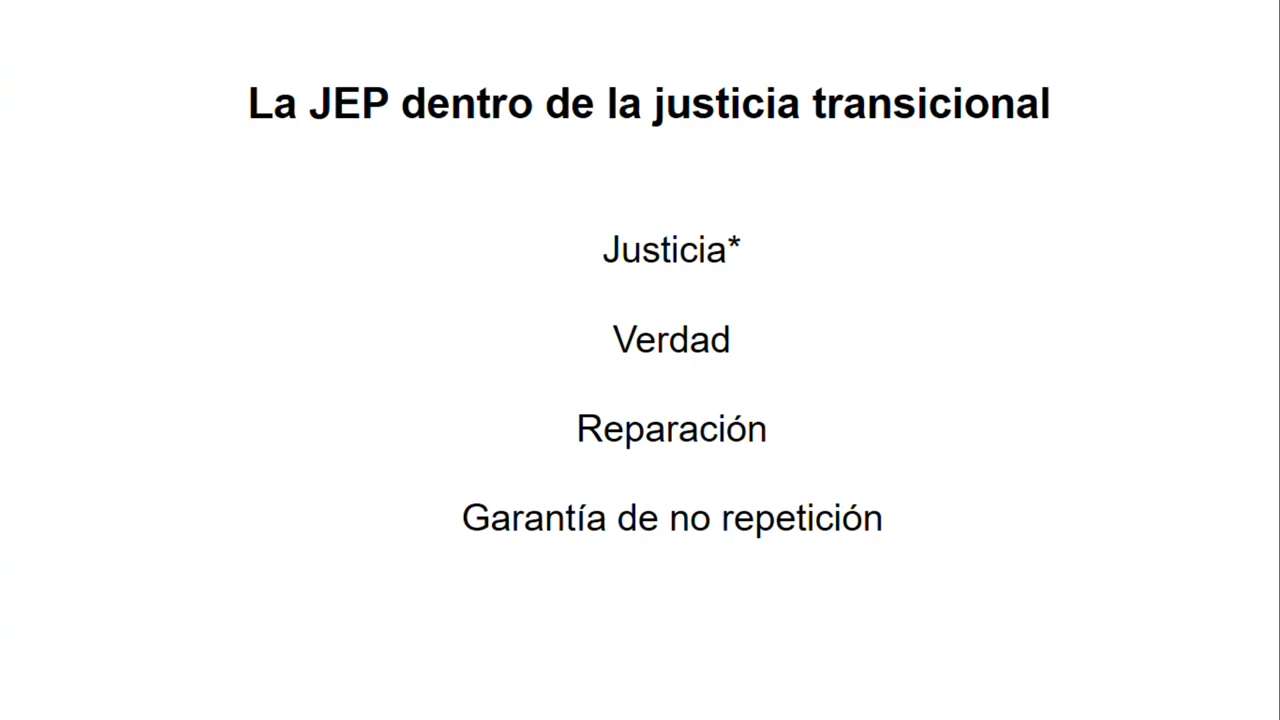 La JEP dentro de la justicia transicional
Justicia*
Verdad
Reparación
Garantía de no repetición